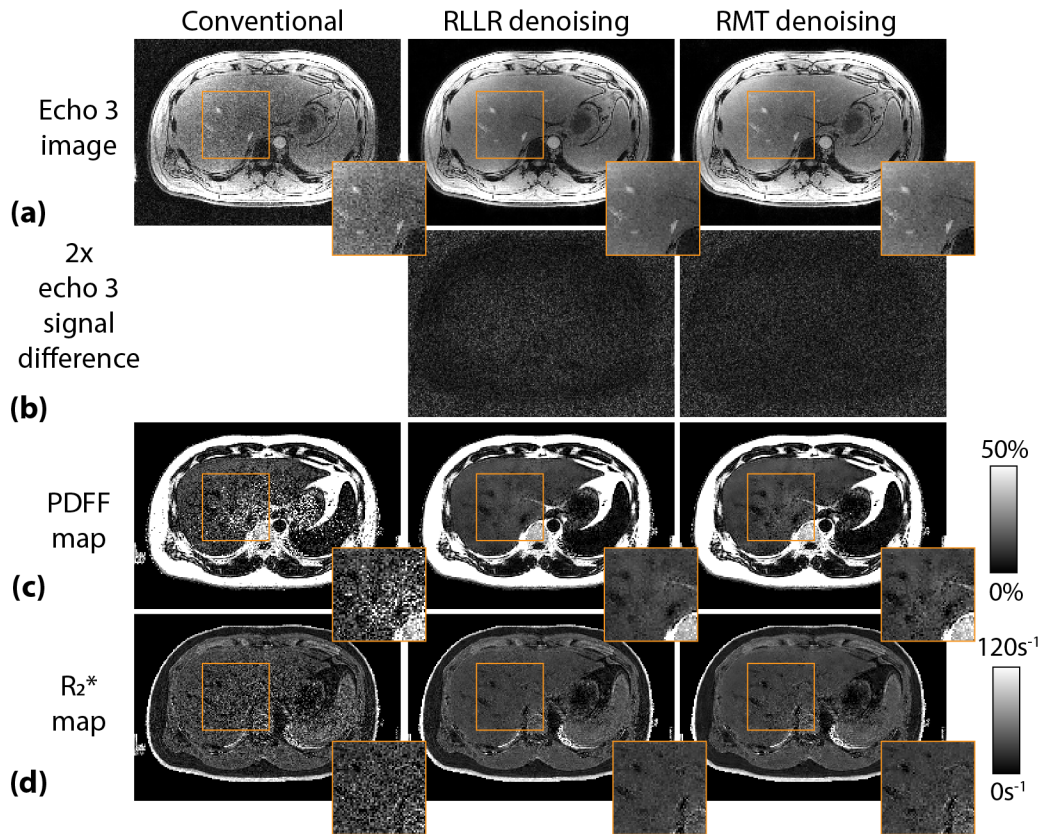 Conventional
RLLR denoising
RMT denoising
Echo 3
image
(a)
2x
echo 3
signal
difference
(b)
PDFF
map
(c)
50%
0%
R₂*
map
(d)
120s⁻¹
0s⁻¹